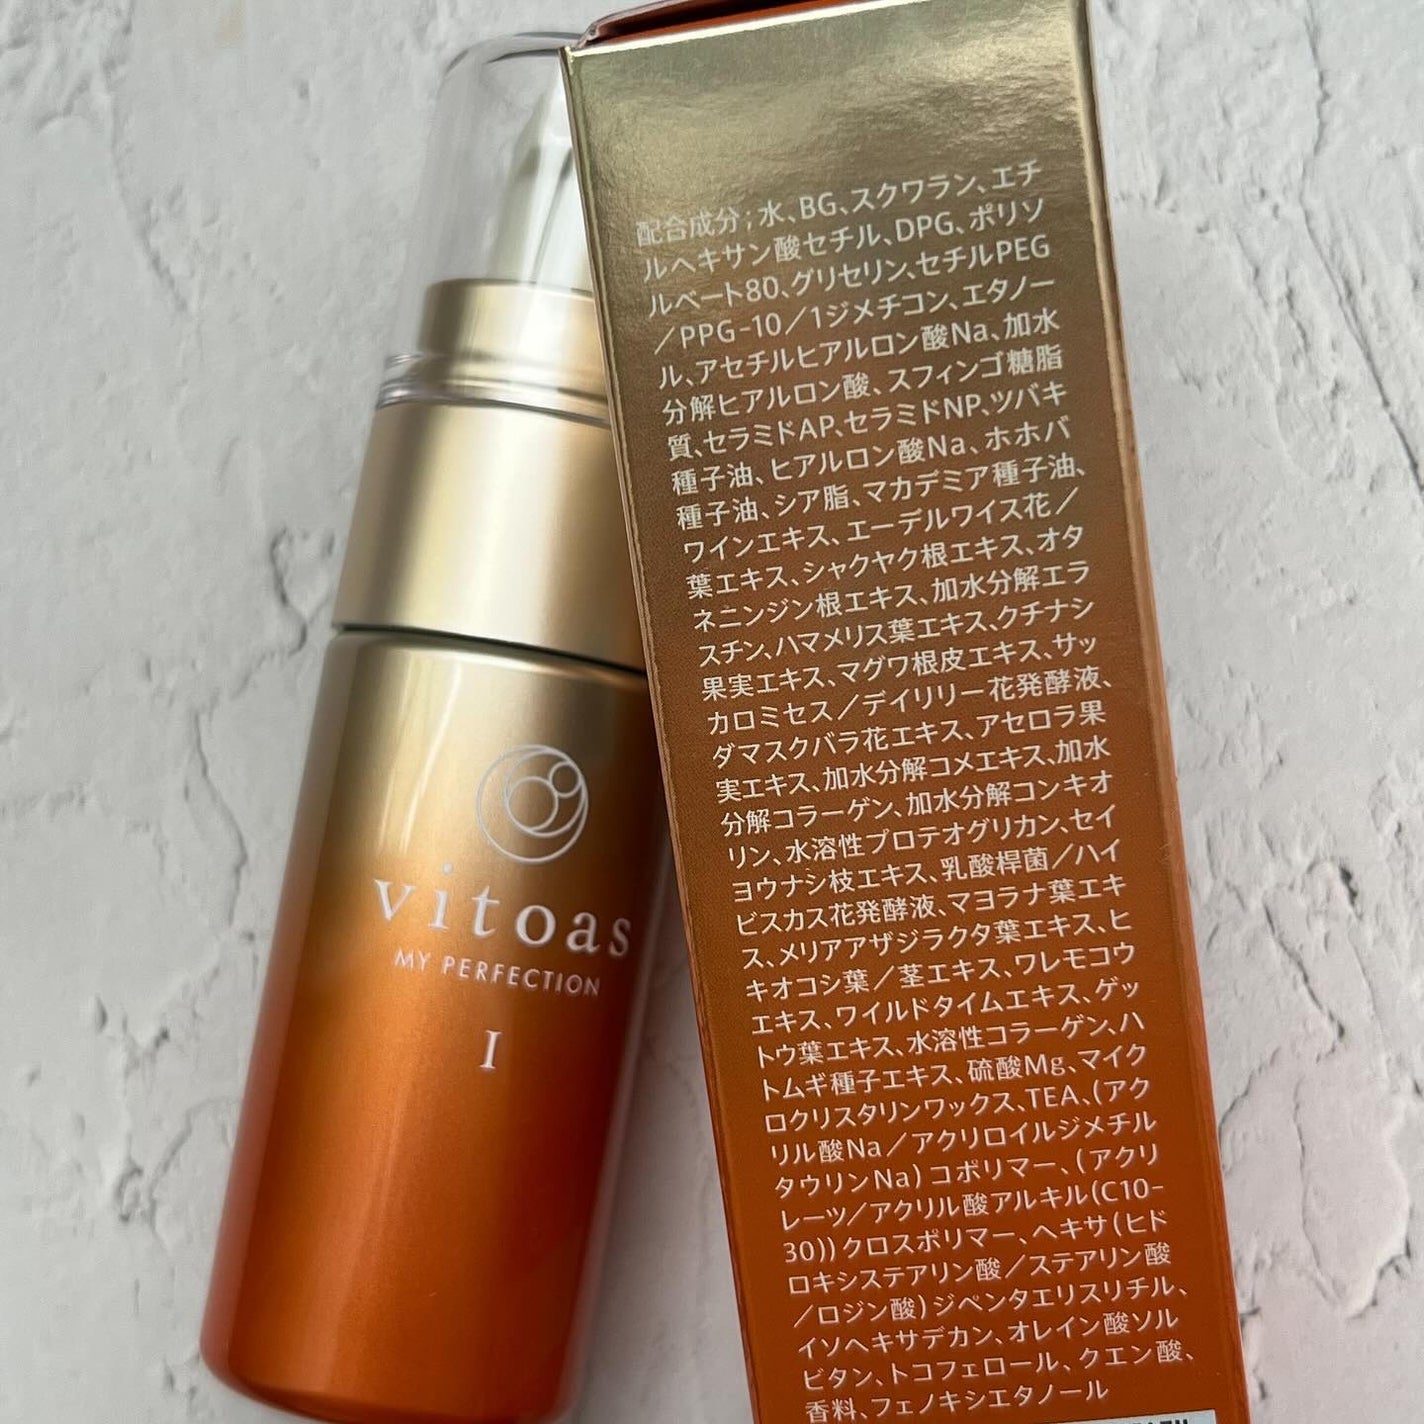 vitoas
MY PERFECTION
I
配合成分;水、BG、スクワラン、エチ
ルヘキサン酸セチル、DPG、ポリソ
ルベート80、グリセリン、セチルPEG
/PPG-10/1ジメチコン、エタノー
ル、アセチルヒアルロン酸Na、加水
分解ヒアルロン酸、スフィンゴ糖脂
質、セラミドAP、セラミドNP、ツバキ
種子油、ヒアルロン酸Na、ホホバ
種子油、シア脂、マカデミア種子油、
ワインエキス、エーデルワイス花/
葉エキス、シャクヤク根エキス、オタ
ネニンジン根エキス、加水分解エラ
スチン、ハマメリス葉エキス、クチナシ
果実エキス、マグワ根皮エキス、サッ
カロミセス/デイリリー花発酵液、
ダマスクバラ花エキス、アセロラ果
実エキス、加水分解コメエキス、加水
分解コラーゲン、加水分解コンキオ
リン、水溶性プロテオグリカン、セイ
ヨウナシ枝エキス、乳酸桿菌/ハイ
ビスカス花発酵液、マヨラナ葉エキ
ス、メリアアザジラクタ葉エキス、ヒ
キオコシ葉/茎エキス、ワレモコウ
エキス、ワイルドタイムエキス、ゲッ
トウ葉エキス、水溶性コラーゲン、ハ
トムギ種子エキス、硫酸Mg、マイク
ロクリスタリンワックス、TEA、(アク
リル酸Na/アクリロイルジメチル
タウリンNa)コポリマー、(アクリ
レーツ/アクリル酸アルキル(C10-
30))クロスポリマー、ヘキサ(ヒド
ロキシステアリン酸/ステアリン酸
/ロジン酸)ジペンタエリスリチル、
イソヘキサデカン、オレイン酸ソル
ビタン、トコフェロール、クエン酸、
香料、フェノキシエタノール